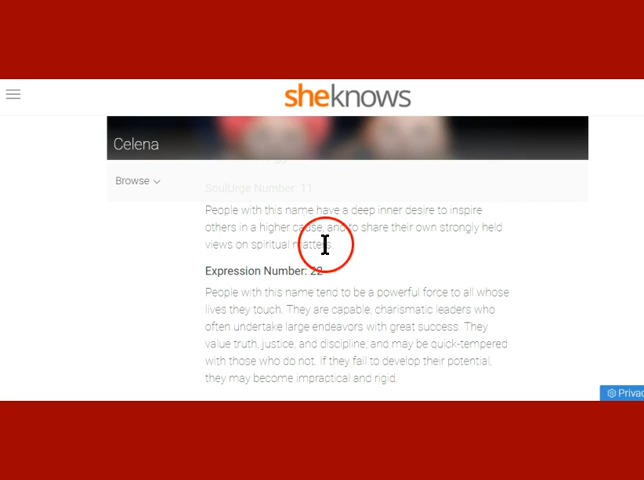 sheknows
Celena
Browse
SoulUrge Number: 11
People with this name have a deep inner desire to inspire
others in a higher cause, and to share their own strongly held
views on spiritual matters.
Expression Number: 22
People with this name tend to be a powerful force to all whose
lives they touch. They are capable, charismatic leaders who
often undertake large endeavors with great success. They
value truth, justice, and discipline, and may be quick-tempered
with those who do not. If they fail to develop their potential,
they may become impractical and rigid.